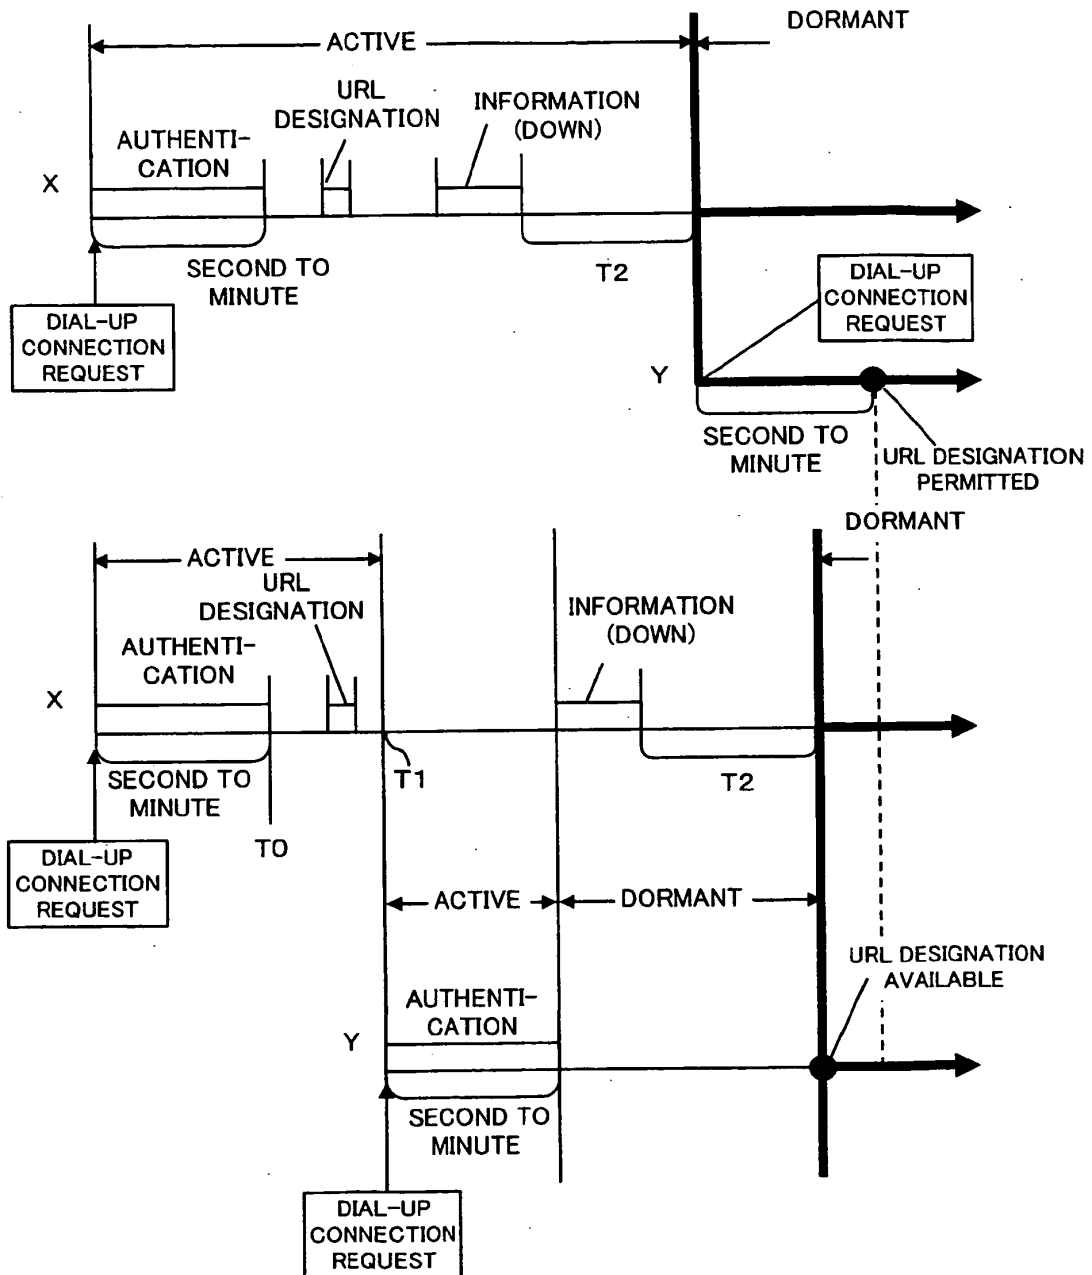 DORMANT
ACTIVE
URL
DESIGNATION
INFORMATION
(DOWN)
AUTHENTI-
CATION
X
SECOND TO
MINUTE
T2
DIAL-UP
CONNECTION
REQUEST
DIAL-UP
CONNECTION
REQUEST
Y
SECOND TO
MINUTE
URL DESIGNATION
PERMITTED
DORMANT
ACTIVE
URL
DESIGNATION
INFORMATION
(DOWN)
AUTHENTI-
CATION
X
SECOND TO
MINUTE
T1
T2
T0
DIAL-UP
CONNECTION
REQUEST
ACTIVE
DORMANT
URL DESIGNATION
AVAILABLE
AUTHENTI-
CATION
Y
SECOND TO
MINUTE
DIAL-UP
CONNECTION
REQUEST